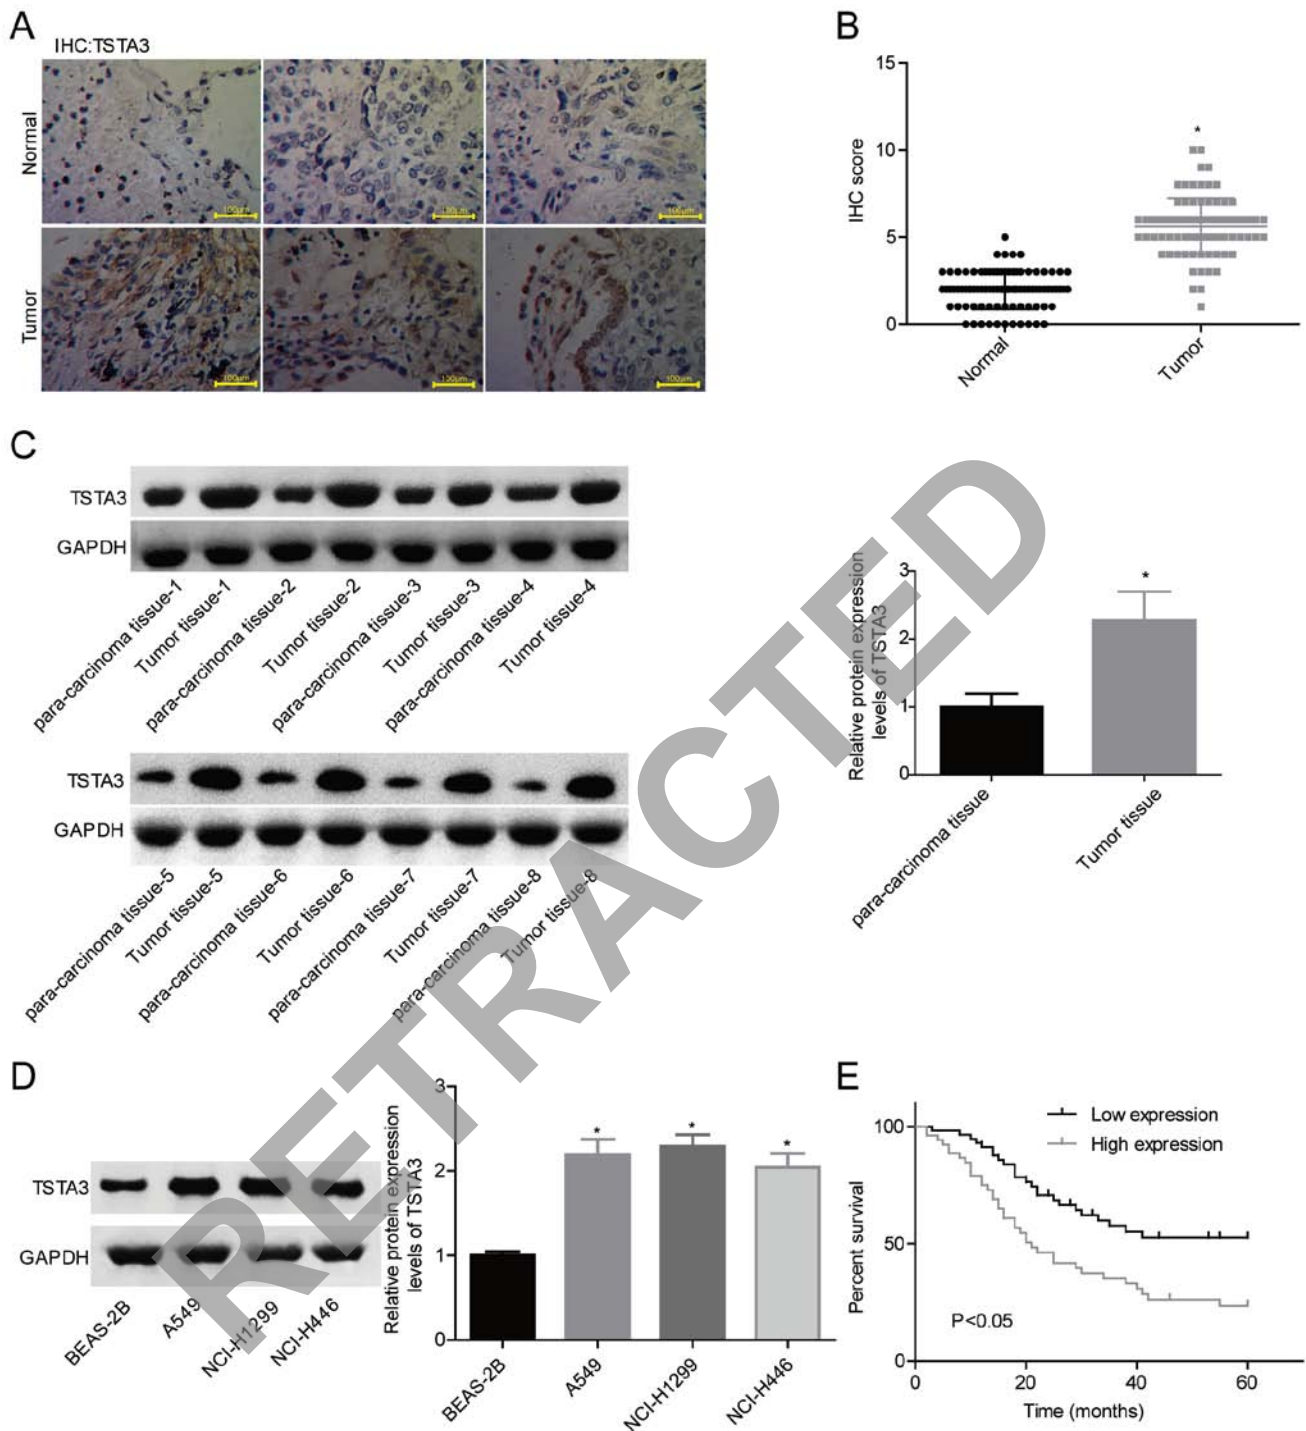 A
IHC:TSTA3
Normal
100μm
100μm
100μm
Tumor
100μm
100μm
100μm
B
IHC score
15
10
5
0
*
Normal
Tumor
C
TSTA3
GAPDH
para-carcinoma tissue-1
Tumor tissue-1
para-carcinoma tissue-2
Tumor tissue-2
para-carcinoma tissue-3
Tumor tissue-3
para-carcinoma tissue-4
Tumor tissue-4
TSTA3
GAPDH
para-carcinoma tissue-5
Tumor tissue-5
para-carcinoma tissue-6
Tumor tissue-6
para-carcinoma tissue-7
Tumor tissue-7
para-carcinoma tissue-8
Tumor tissue-8
Relative protein expression
levels of TSTA3
3
2
1
0
*
para-carcinoma tissue
Tumor tissue
RETRACTED
D
TSTA3
GAPDH
BEAS-2B
A549
NCI-H1299
NCI-H446
Relative protein expression
levels of TSTA3
3
2
1
0
*
*
*
BEAS-2B
A549
NCI-H1299
NCI-H446
E
Percent survival
100
50
0
Low expression
High expression
P<0.05
0
20
40
60
Time (months)